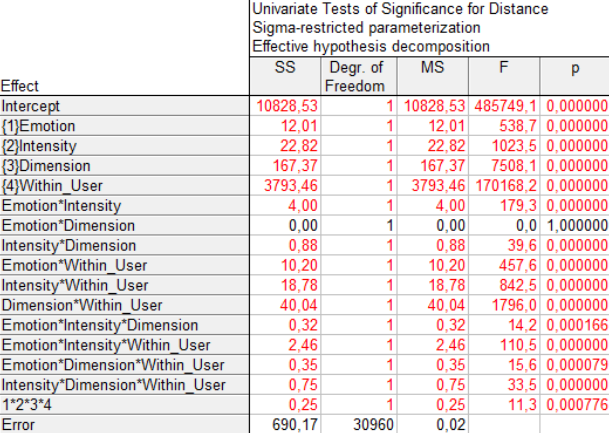 Univariate Tests of Significance for Distance
Sigma-restricted parameterization
Effective hypothesis decomposition
SS Degr. of MS F p
Effect Freedom
Intercept 10828,53 1 10828,53 485749,1 0,000000
{1}Emotion 12,01 1 12,01 538,7 0,000000
{2}Intensity 22,82 1 22,82 1023,5 0,000000
{3}Dimension 167,37 1 167,37 7508,1 0,000000
{4}Within_User 3793,46 1 3793,46 170168,2 0,000000
Emotion*Intensity 4,00 1 4,00 179,3 0,000000
Emotion*Dimension 0,00 1 0,00 0,0 1,000000
Intensity*Dimension 0,88 1 0,88 39,6 0,000000
Emotion*Within_User 10,20 1 10,20 457,6 0,000000
Intensity*Within_User 18,78 1 18,78 842,5 0,000000
Dimension*Within_User 40,04 1 40,04 1796,0 0,000000
Emotion*Intensity*Dimension 0,32 1 0,32 14,2 0,000166
Emotion*Intensity*Within_User 2,46 1 2,46 110,5 0,000000
Emotion*Dimension*Within_User 0,35 1 0,35 15,6 0,000079
Intensity*Dimension*Within_User 0,75 1 0,75 33,5 0,000000
1*2*3*4 0,25 1 0,25 11,3 0,000776
Error 690,17 30960 0,02